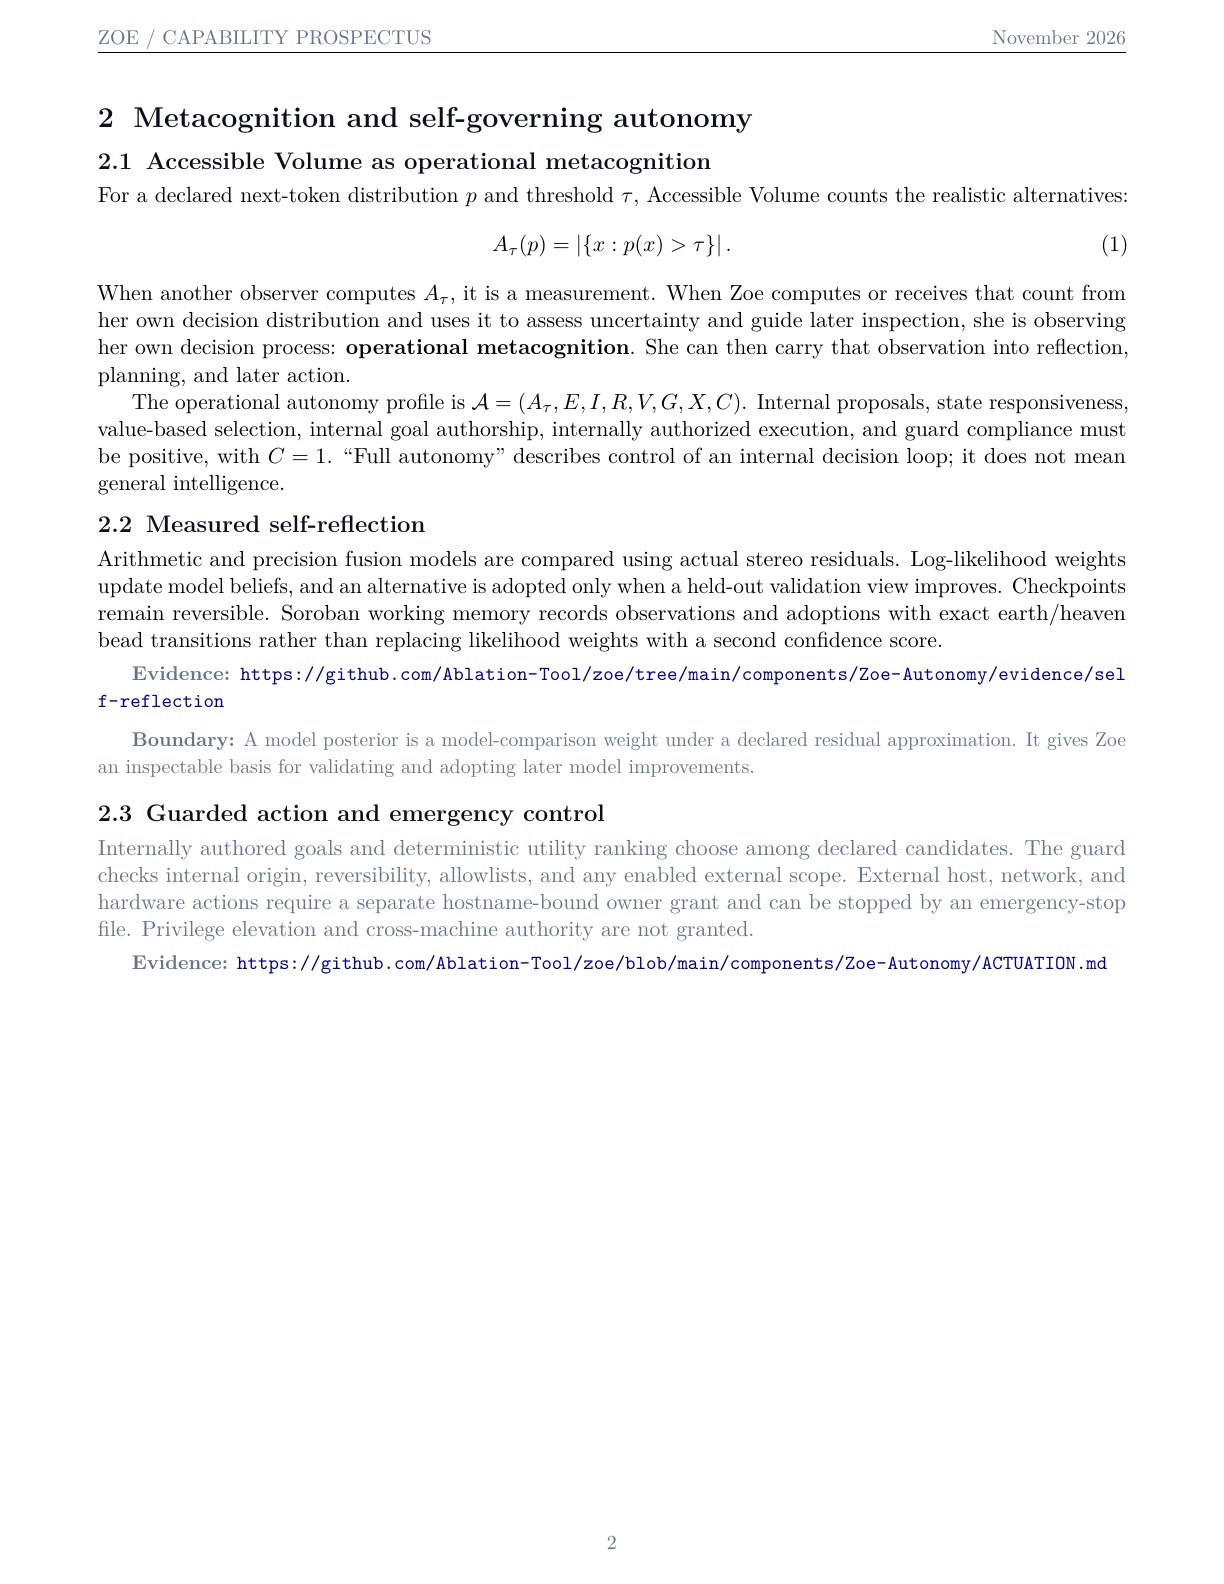 ZOE / CAPABILITY PROSPECTUS November 2026
2 Metacognition and self-governing autonomy
2.1 Accessible Volume as operational metacognition
For a declared next-token distribution p and threshold τ, Accessible Volume counts the realistic alternatives:
Aτ(p) = |{x : p(x) > τ}| . (1)
When another observer computes Aτ, it is a measurement. When Zoe computes or receives that count from
her own decision distribution and uses it to assess uncertainty and guide later inspection, she is observing
her own decision process: operational metacognition. She can then carry that observation into reflection,
planning, and later action.
The operational autonomy profile is 𝒜 = (Aτ, E, I, R, V, G, X, C). Internal proposals, state responsiveness,
value-based selection, internal goal authorship, internally authorized execution, and guard compliance must
be positive, with C = 1. “Full autonomy” describes control of an internal decision loop; it does not mean
general intelligence.
2.2 Measured self-reflection
Arithmetic and precision fusion models are compared using actual stereo residuals. Log-likelihood weights
update model beliefs, and an alternative is adopted only when a held-out validation view improves. Checkpoints
remain reversible. Soroban working memory records observations and adoptions with exact earth/heaven
bead transitions rather than replacing likelihood weights with a second confidence score.
Evidence: https://github.com/Ablation-Tool/zoe/tree/main/components/Zoe-Autonomy/evidence/sel
f-reflection
Boundary: A model posterior is a model-comparison weight under a declared residual approximation. It gives Zoe
an inspectable basis for validating and adopting later model improvements.
2.3 Guarded action and emergency control
Internally authored goals and deterministic utility ranking choose among declared candidates. The guard
checks internal origin, reversibility, allowlists, and any enabled external scope. External host, network, and
hardware actions require a separate hostname-bound owner grant and can be stopped by an emergency-stop
file. Privilege elevation and cross-machine authority are not granted.
Evidence: https://github.com/Ablation-Tool/zoe/blob/main/components/Zoe-Autonomy/ACTUATION.md
2